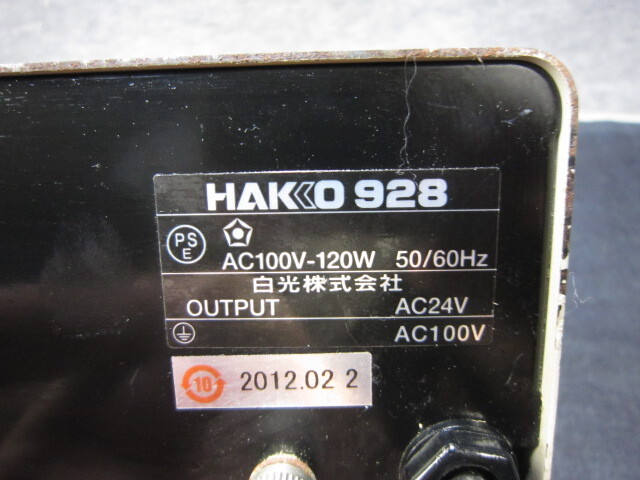 HAKKO 928
PS
E
AC100V-120W 50/60Hz
白光株式会社
OUTPUT AC24V
AC100V
10 2012.02 2